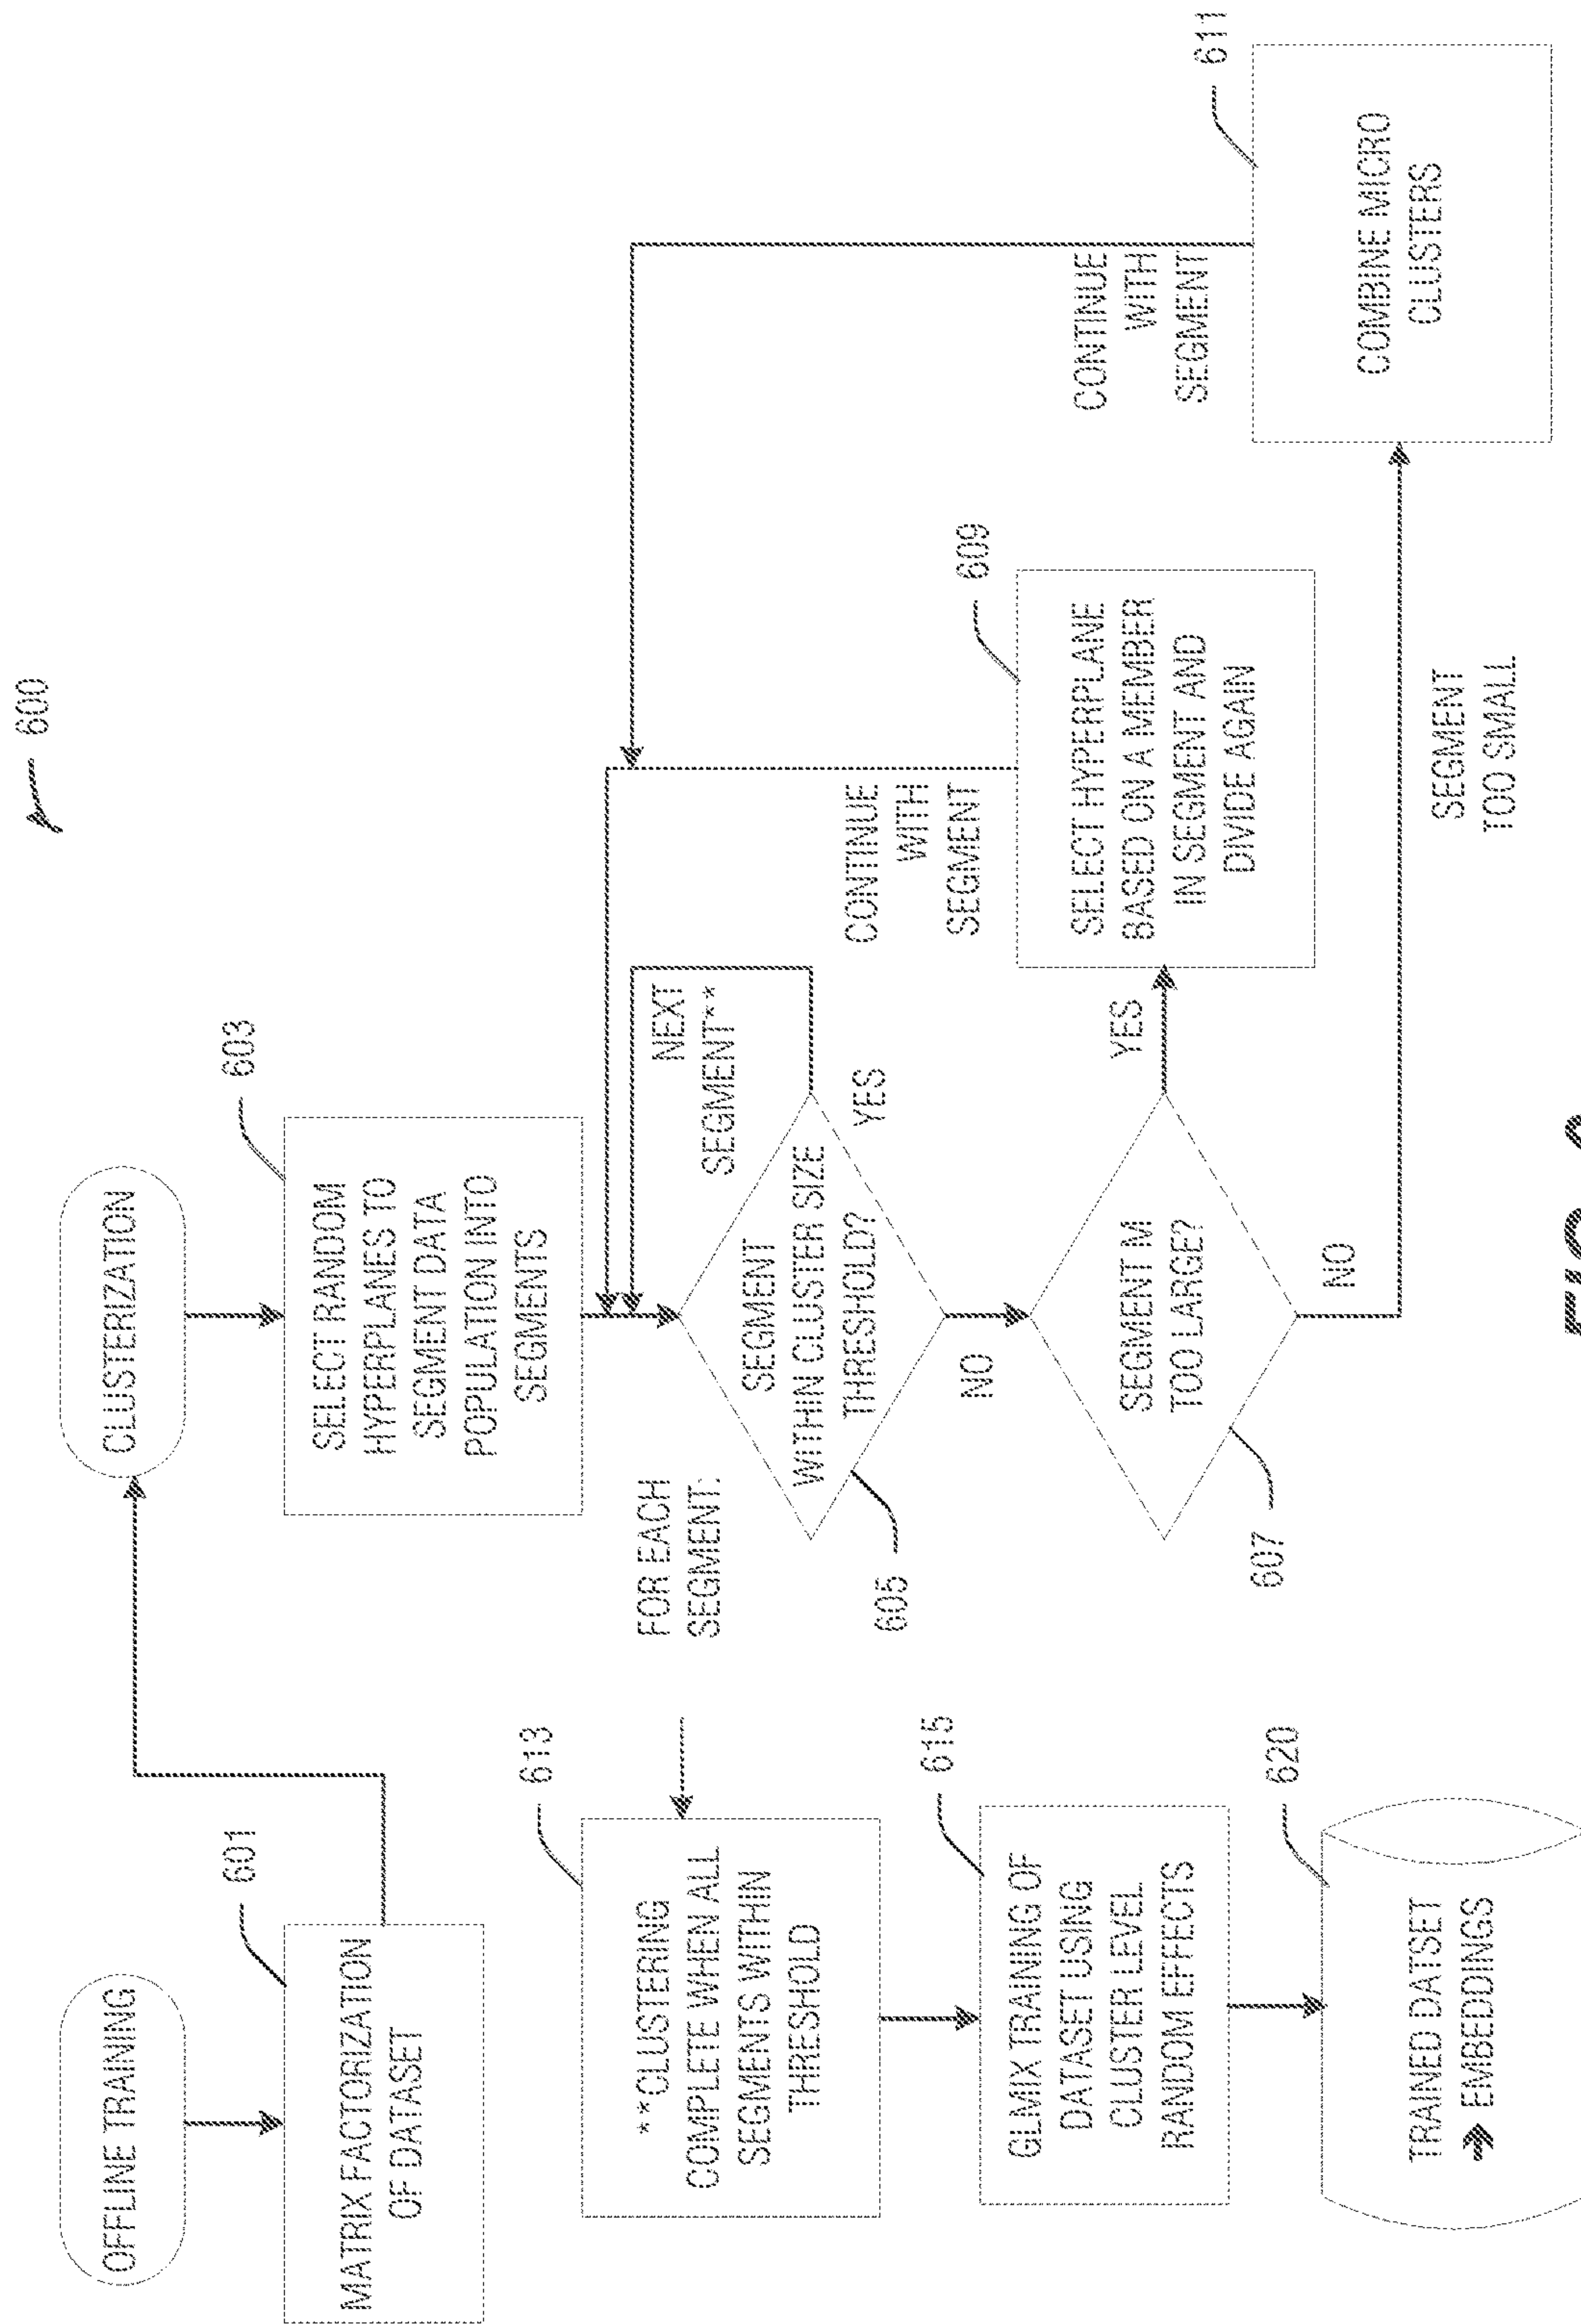 600
OFFLINE TRAINING
601
MATRIX FACTORIZATION
OF DATASET
CLUSTERIZATION
603
SELECT RANDOM
HYPERPLANES TO
SEGMENT DATA
POPULATION INTO
SEGMENTS
FOR EACH
SEGMENT:
NEXT
SEGMENT**
SEGMENT
WITHIN CLUSTER SIZE
THRESHOLD?
YES
605
NO
SEGMENT M
TOO LARGE?
YES
607
NO
CONTINUE
WITH
SEGMENT
609
SELECT HYPERPLANE
BASED ON A MEMBER
IN SEGMENT AND
DIVIDE AGAIN
SEGMENT
TOO SMALL
CONTINUE
WITH
SEGMENT
611
COMBINE MICRO
CLUSTERS
613
**CLUSTERING
COMPLETE WHEN ALL
SEGMENTS WITHIN
THRESHOLD
615
GLMIX TRAINING OF
DATASET USING
CLUSTER LEVEL
RANDOM EFFECTS
620
TRAINED DATSET
➔ EMBEDDINGS